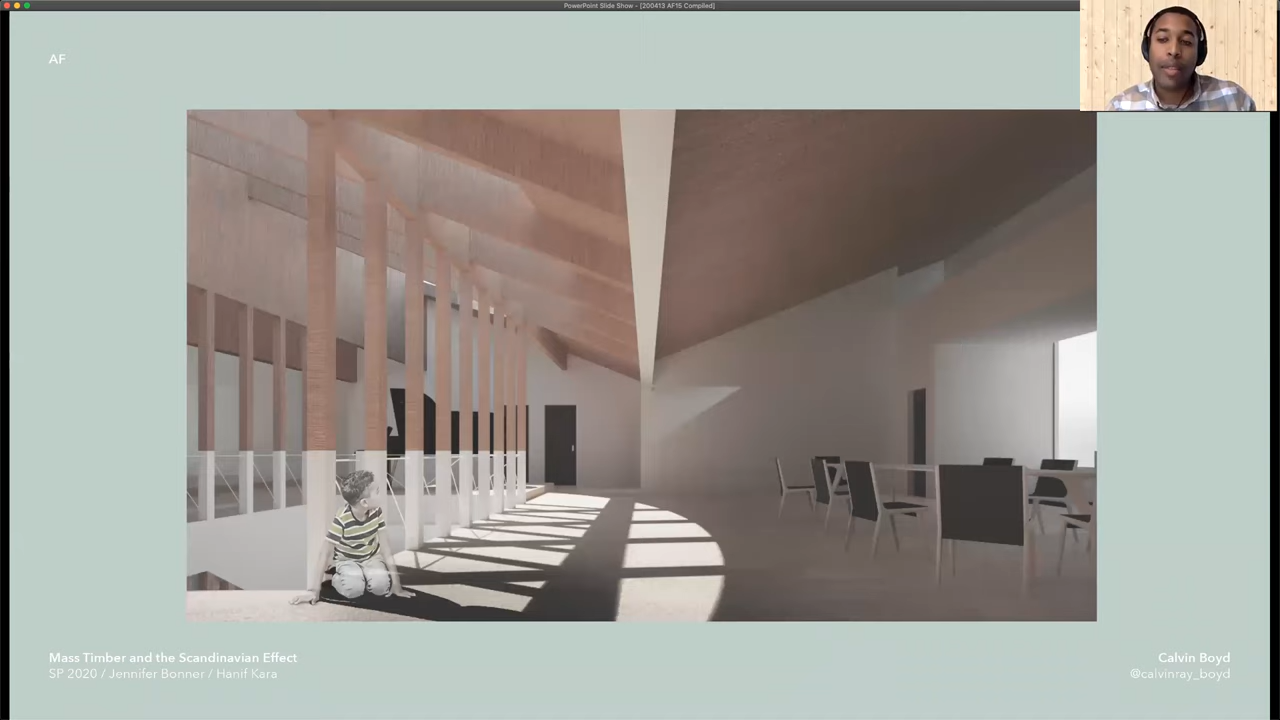 PowerPoint Slide Show - [200413 AF15 Compiled]
AF
Mass Timber and the Scandinavian Effect
SP 2020 / Jennifer Bonner / Hanif Kara
Calvin Boyd
@calvinray_boyd